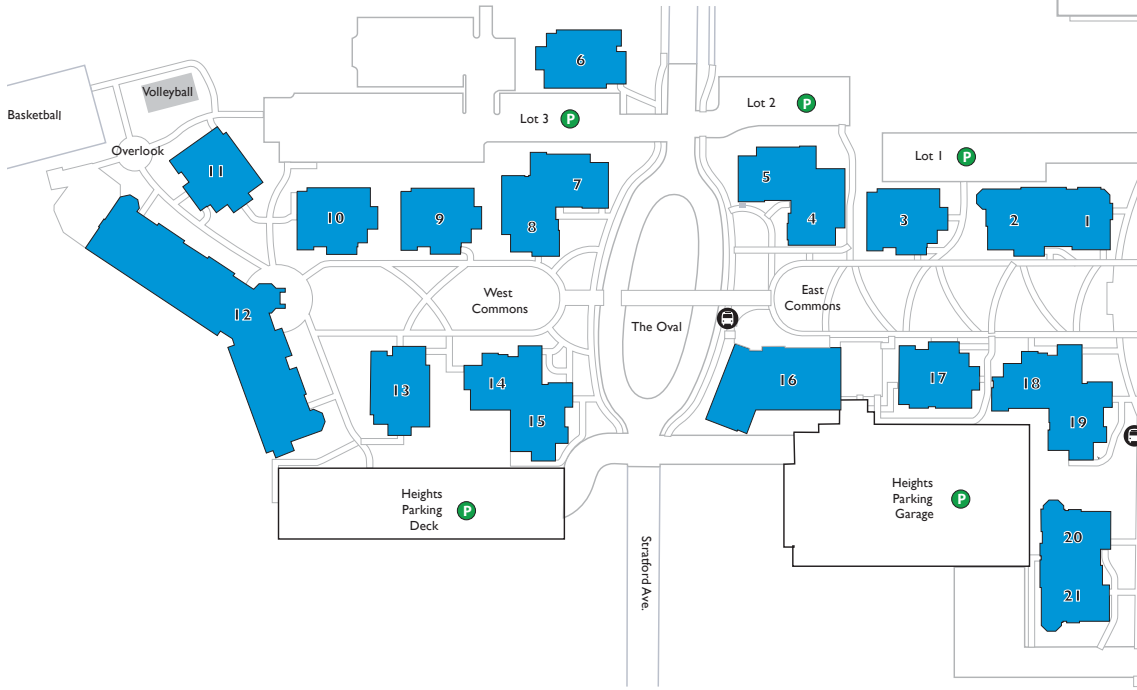 6
Volleyball
Lot 2
P
Basketball
Lot 3
P
Overlook
Lot 1
P
11
7
5
10
9
8
4
3
2
1
West
Commons
East
Commons
12
The Oval
13
14
16
17
18
15
19
Heights
Parking
Deck
P
Heights
Parking
Garage
P
Stratford Ave.
20
21